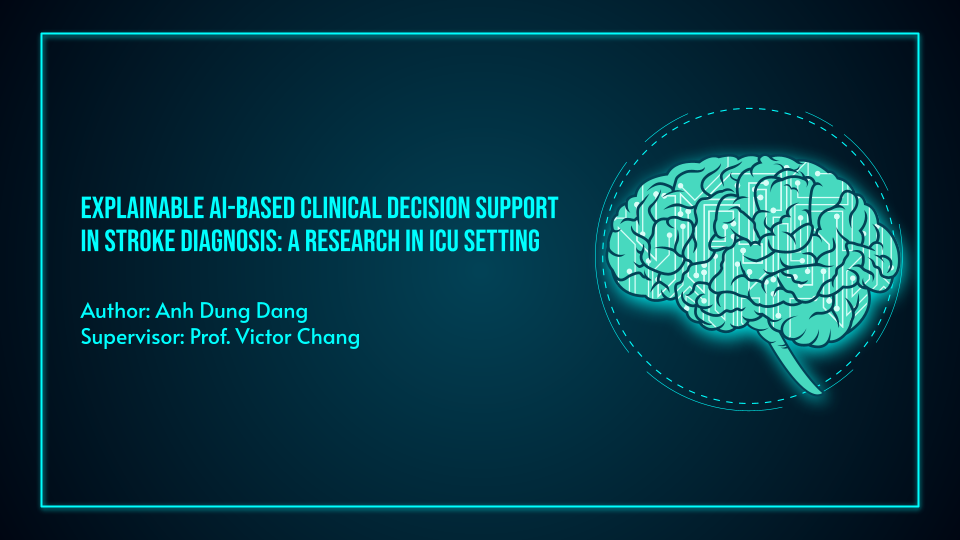 EXPLAINABLE AI-BASED CLINICAL DECISION SUPPORT
IN STROKE DIAGNOSIS: A RESEARCH IN ICU SETTING
Author: Anh Dung Dang
Supervisor: Prof. Victor Chang